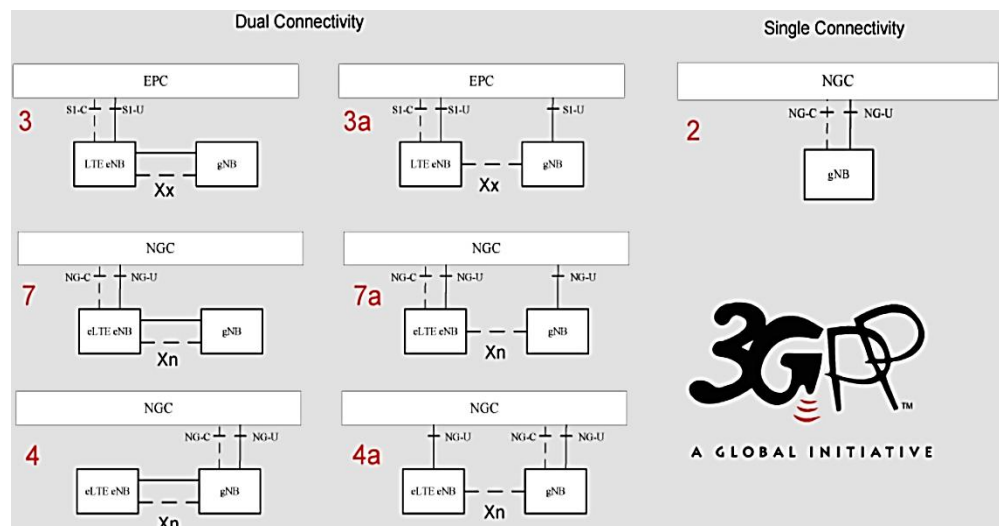 Dual Connectivity
Single Connectivity
EPC
S1-C S1-U
3
LTE eNB gNB
Xx
EPC
S1-C S1-U S1-U
3a
LTE eNB gNB
Xx
NGC
NG-C NG-U
2
gNB
NGC
NG-C NG-U
7
eLTE eNB gNB
Xn
NGC
NG-C NG-U NG-U
7a
eLTE eNB gNB
Xn
NGC
NG-C NG-U
4
eLTE eNB gNB
Xn
NGC
NG-U NG-C NG-U
4a
eLTE eNB gNB
Xn
3GPP TM
A GLOBAL INITIATIVE